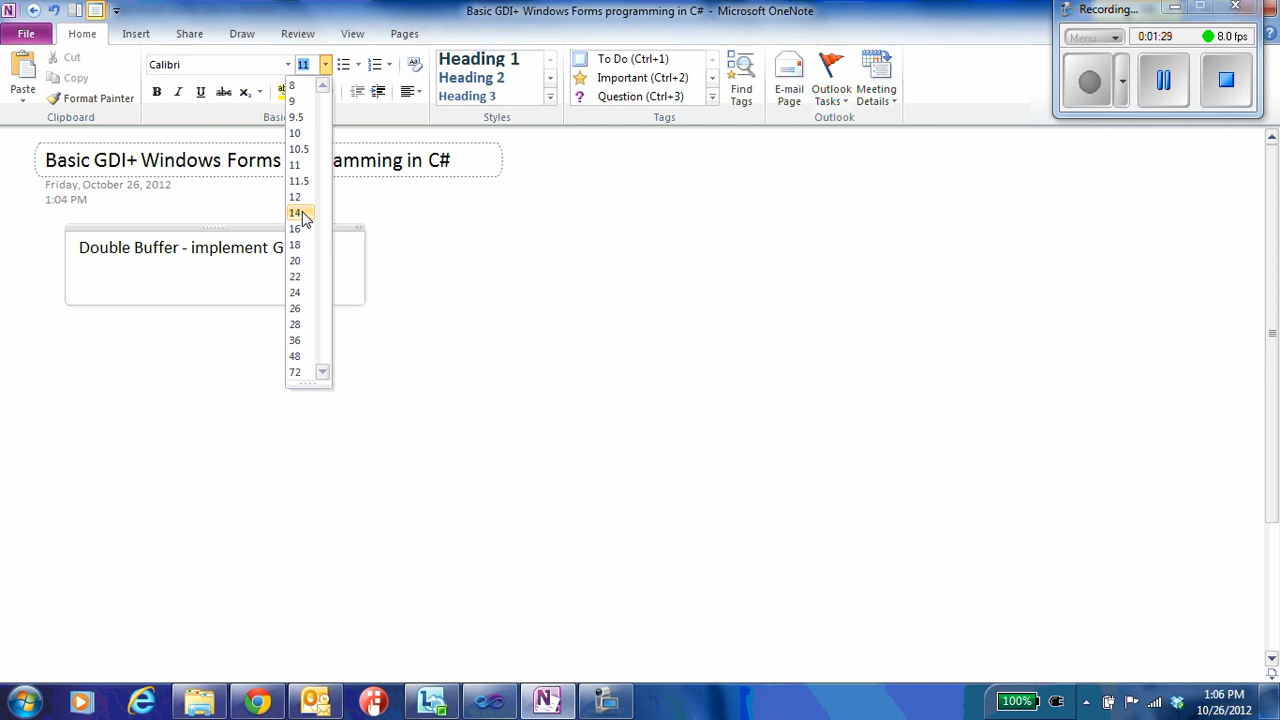 Basic GDI+ Windows Forms programming in C# - Microsoft OneNote
Recording...
Menu
0:01:29
8.0 fps
File
Home
Insert
Share
Draw
Review
View
Pages
Paste
Cut
Copy
Format Painter
Clipboard
Calibri
11
B I U abc X₂ ab
Heading 1
Heading 2
Heading 3
Styles
To Do (Ctrl+1)
Important (Ctrl+2)
Question (Ctrl+3)
Tags
Find
Tags
E-mail
Page
Outlook
Tasks
Meeting
Details
Outlook
8
9
9.5
10
10.5
11
11.5
12
14
16
18
20
22
24
26
28
36
48
72
Basic GDI+ Windows Forms amming in C#
Friday, October 26, 2012
1:04 PM
Double Buffer - implement G
100%
1:06 PM
10/26/2012